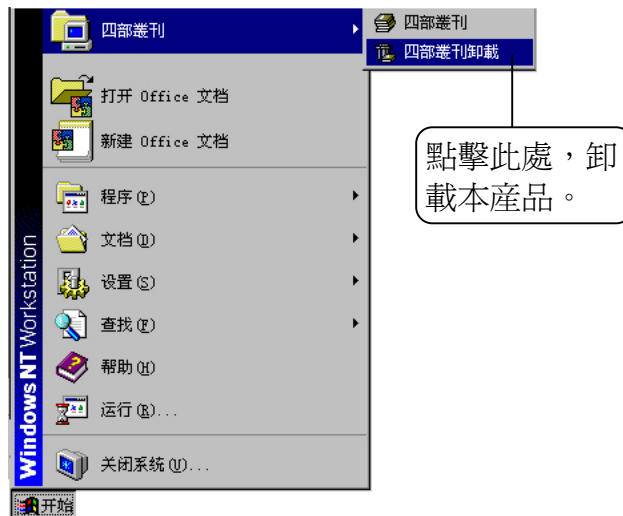 四部叢刊
四部叢刊
四部叢刊卸載
打开 Office 文档
新建 Office 文档
點擊此處，卸
載本産品。
程序(P)
文档(D)
设置(S)
查找(F)
帮助(H)
运行(R)...
关闭系统(U)...
Windows NT Workstation
开始